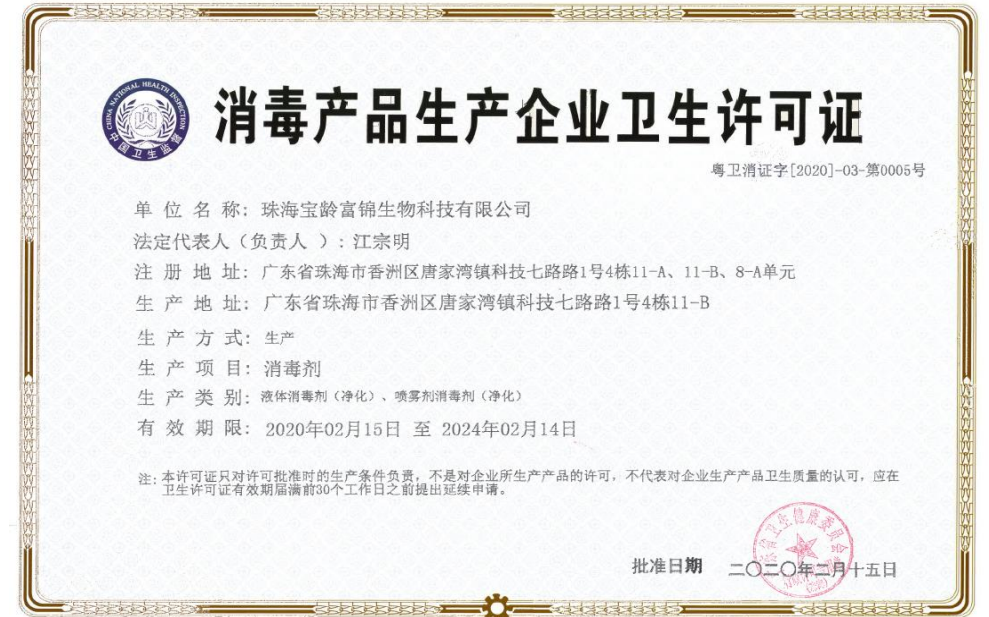 CHINA NATIONAL HEALTH INSPECTION
中国卫生监督
消毒产品生产企业卫生许可证
粤卫消证字[2020]-03-第0005号
单位名称: 珠海宝龄富锦生物科技有限公司
法定代表人（负责人 ）: 江宗明
注册地址: 广东省珠海市香洲区唐家湾镇科技七路路1号4栋11-A、11-B、8-A单元
生产地址: 广东省珠海市香洲区唐家湾镇科技七路路1号4栋11-B
生产方式: 生产
生产项目: 消毒剂
生产类别: 液体消毒剂（净化）、喷雾剂消毒剂（净化）
有效期限: 2020年02月15日 至 2024年02月14日
注: 本许可证只对许可批准时的生产条件负责，不是对企业所生产产品的许可，不代表对企业生产产品卫生质量的认可，应在
卫生许可证有效期届满前30个工作日之前提出延续申请。
省卫生健康委员会
批准日期 二〇二〇年二月十五日